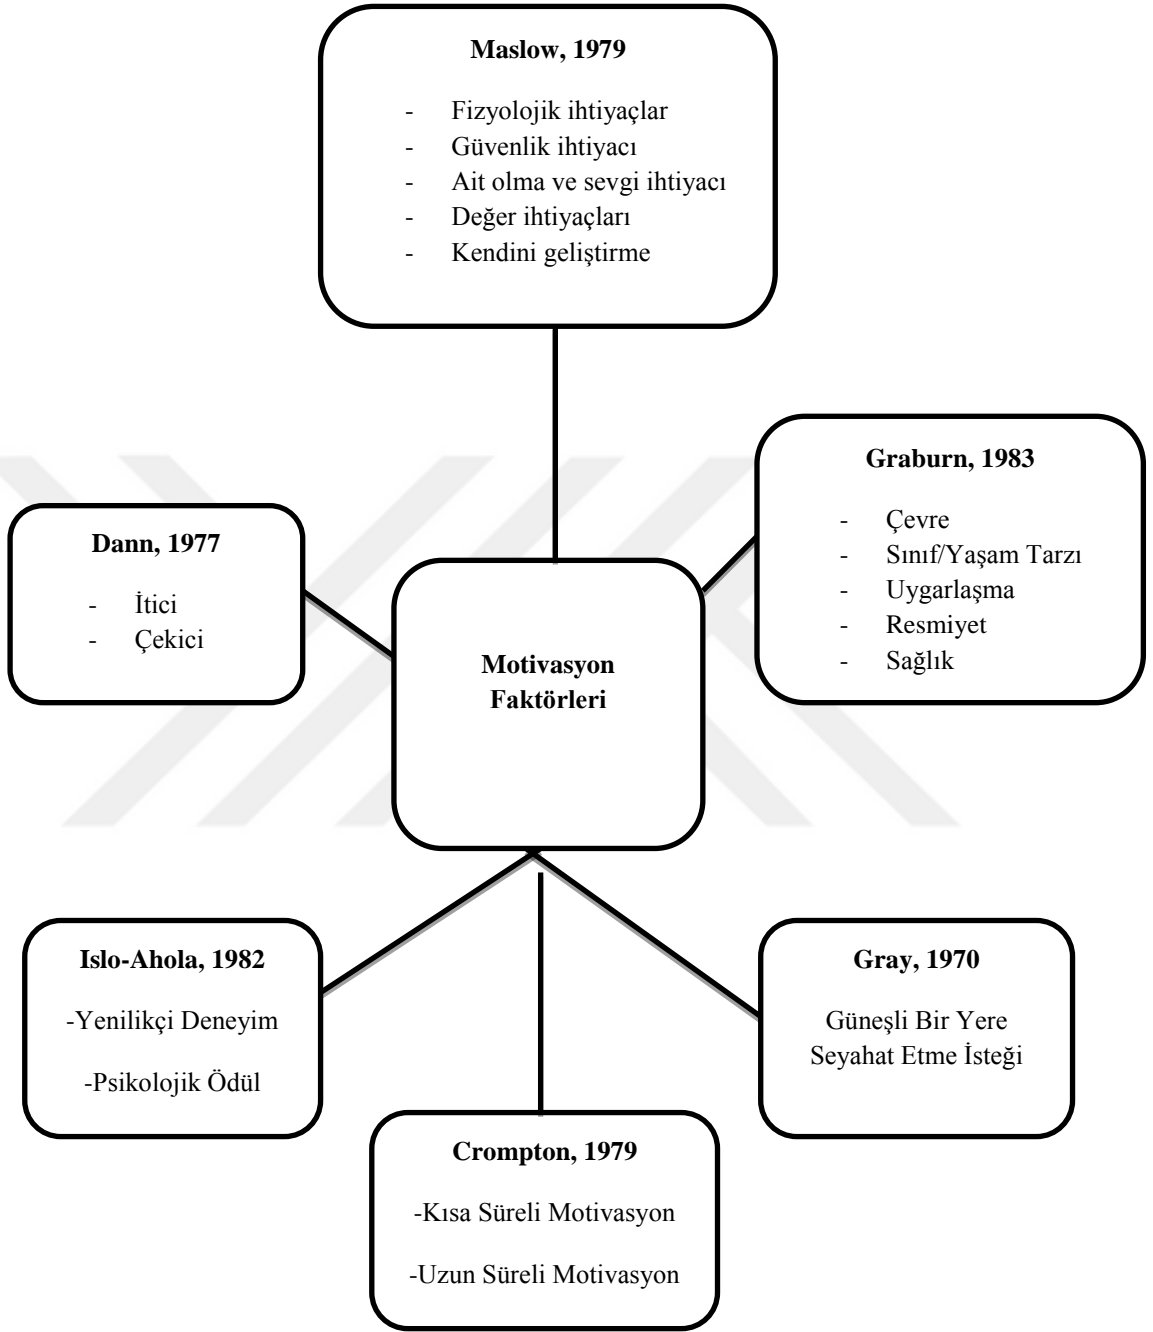 Maslow, 1979
- Fizyolojik ihtiyaçlar
- Güvenlik ihtiyacı
- Ait olma ve sevgi ihtiyacı
- Değer ihtiyaçları
- Kendini geliştirme
Graburn, 1983
- Çevre
- Sınıf/Yaşam Tarzı
- Uygarlaşma
- Resmiyet
- Sağlık
Dann, 1977
- İtici
- Çekici
Motivasyon
Faktörleri
Islo-Ahola, 1982
-Yenilikçi Deneyim
-Psikolojik Ödül
Gray, 1970
Güneşli Bir Yere
Seyahat Etme İsteği
Crompton, 1979
-Kısa Süreli Motivasyon
-Uzun Süreli Motivasyon